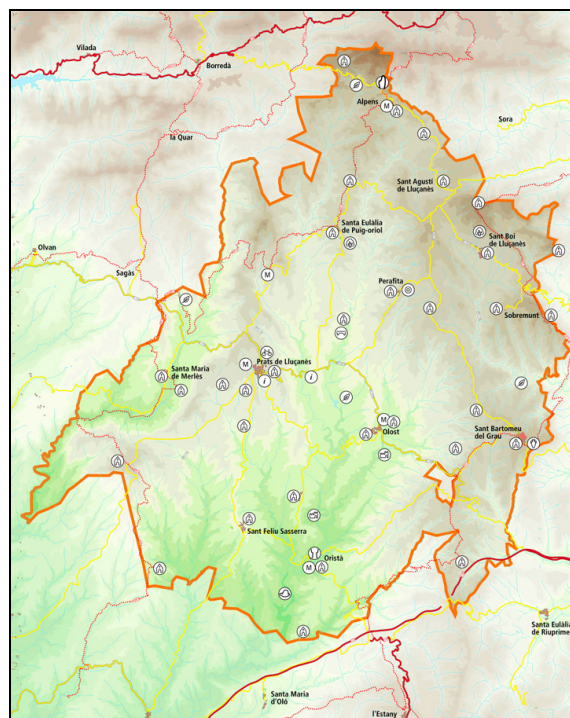 Vilada
Borredà
Alpens
M
Sora
la Quar
Sant Agustí
de Lluçanès
Santa Eulàlia
de Puig-oriol
Sant Boi
de Lluçanès
Olvan
Sagàs
M
Perafita
Sobremunt
Prats de Lluçanès
M
i
i
Santa Maria
de Merlès
M
Olost
Sant Bartomeu
del Grau
Sant Feliu Sasserra
Oristà
M
Santa Eulàlia
de Riuprimer
Santa Maria
d'Oló
l'Estany